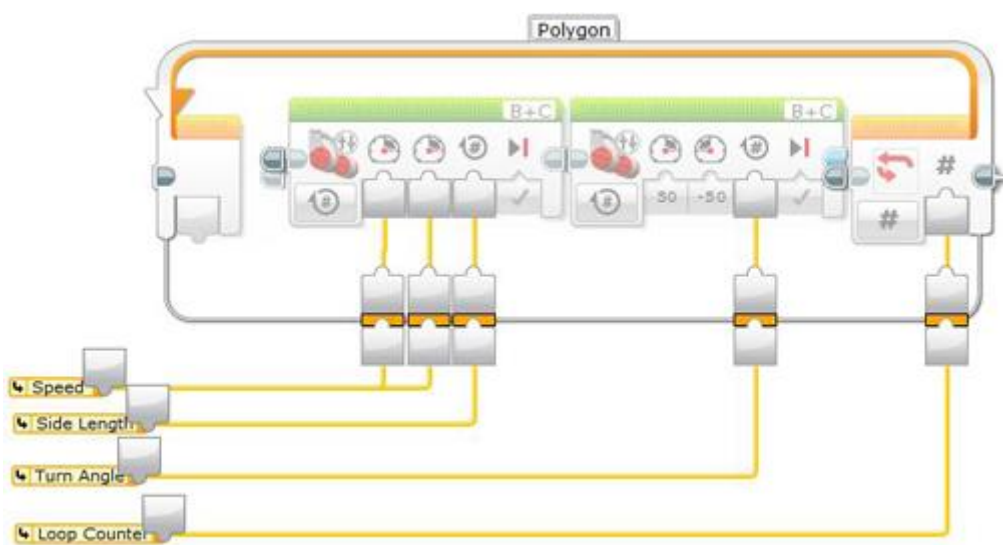 Polygon
B+C
B+C
#
#
#
#
50
-50
#
#
Speed
Side Length
Turn Angle
Loop Counter